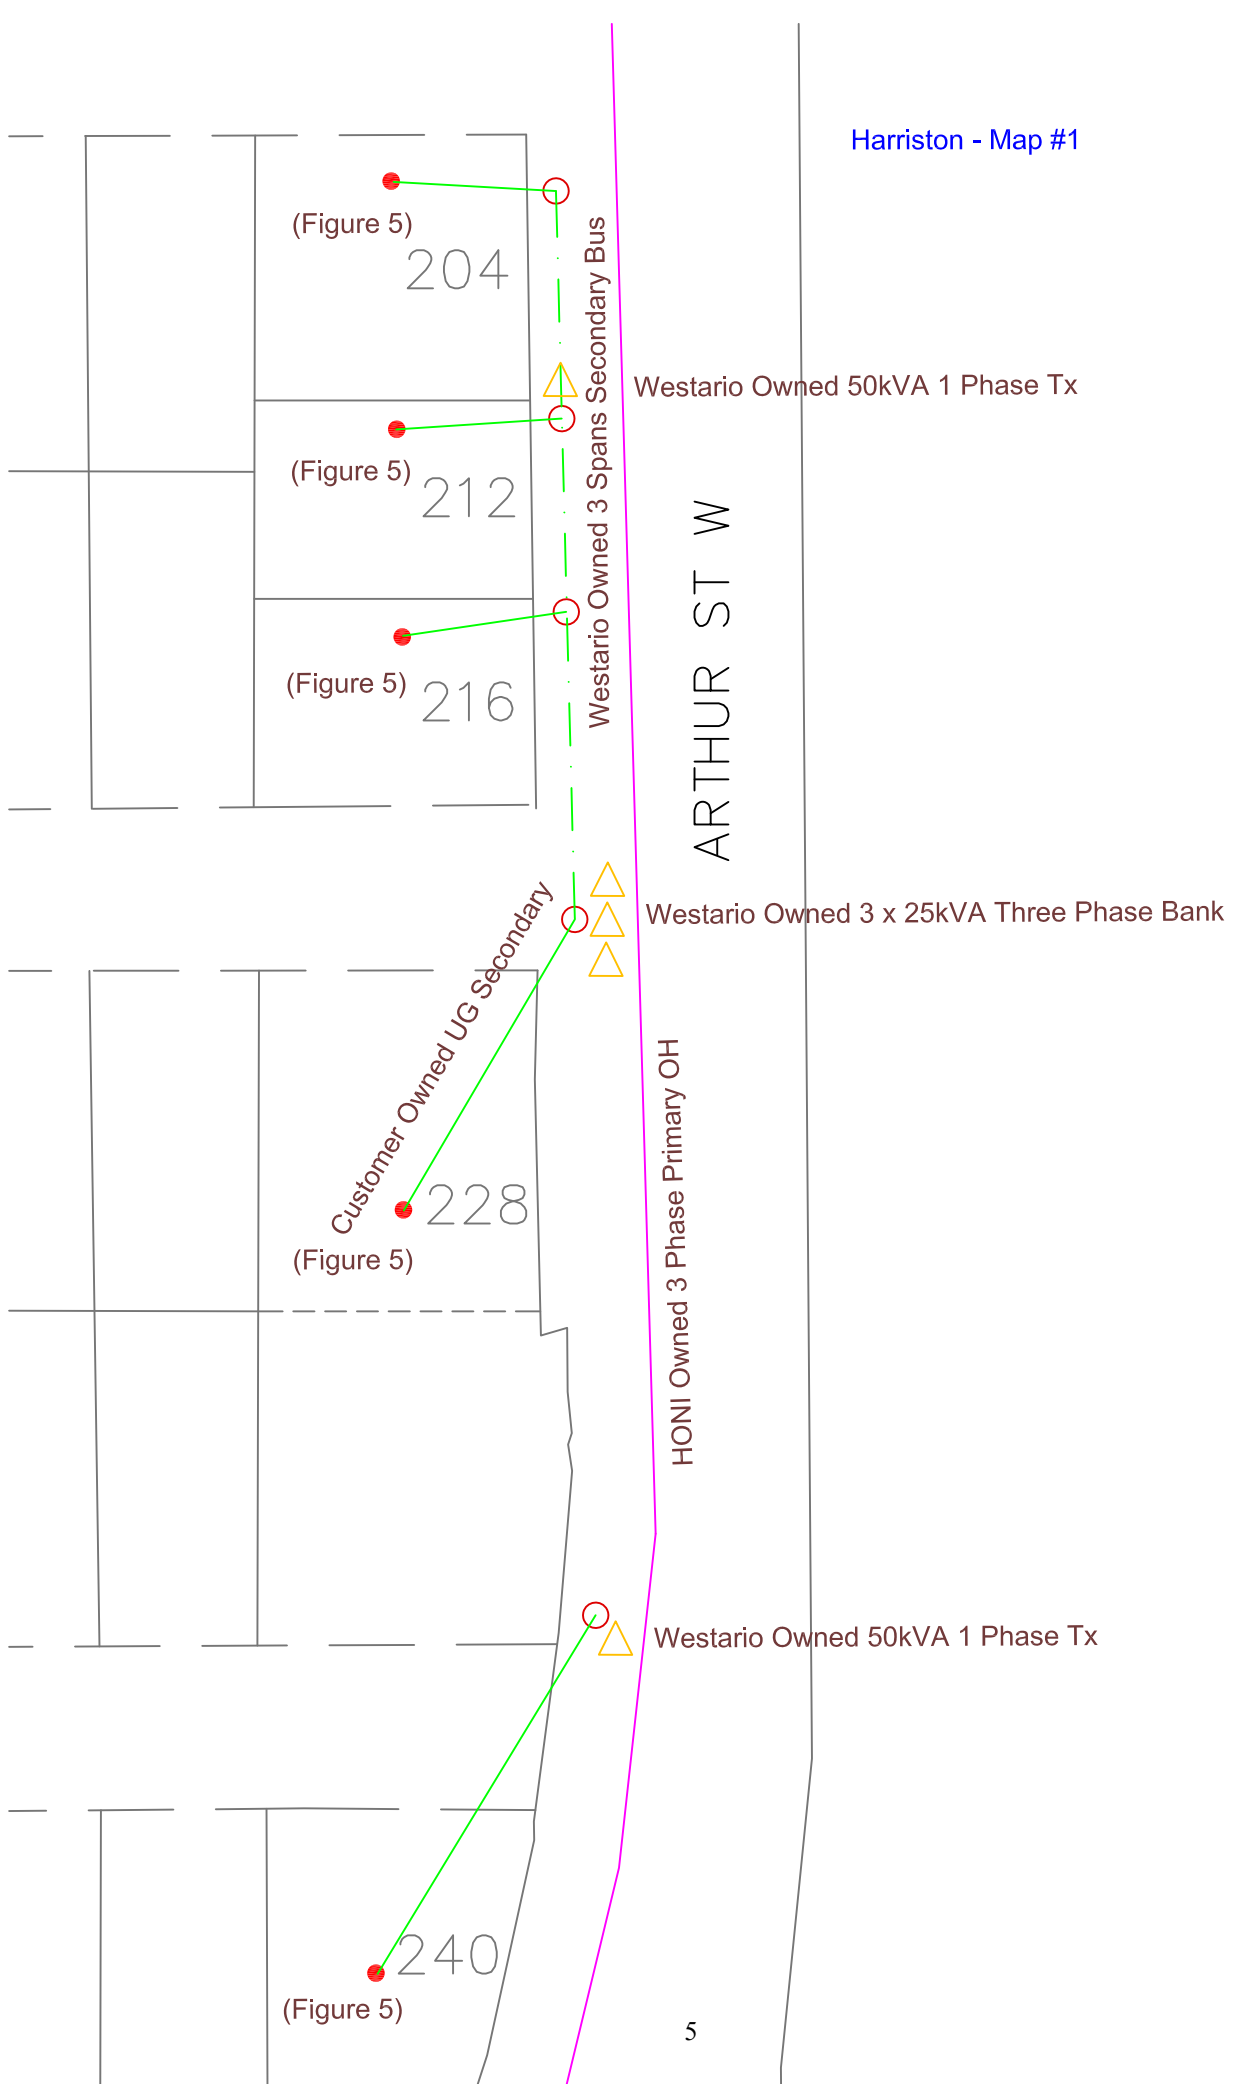 Harriston - Map #1
(Figure 5)
204
Westario Owned 3 Spans Secondary Bus
Westario Owned 50kVA 1 Phase Tx
(Figure 5)
212
ARTHUR ST W
(Figure 5)
216
Westario Owned 3 x 25kVA Three Phase Bank
Customer Owned UG Secondary
HONI Owned 3 Phase Primary OH
228
(Figure 5)
Westario Owned 50kVA 1 Phase Tx
240
(Figure 5)
5